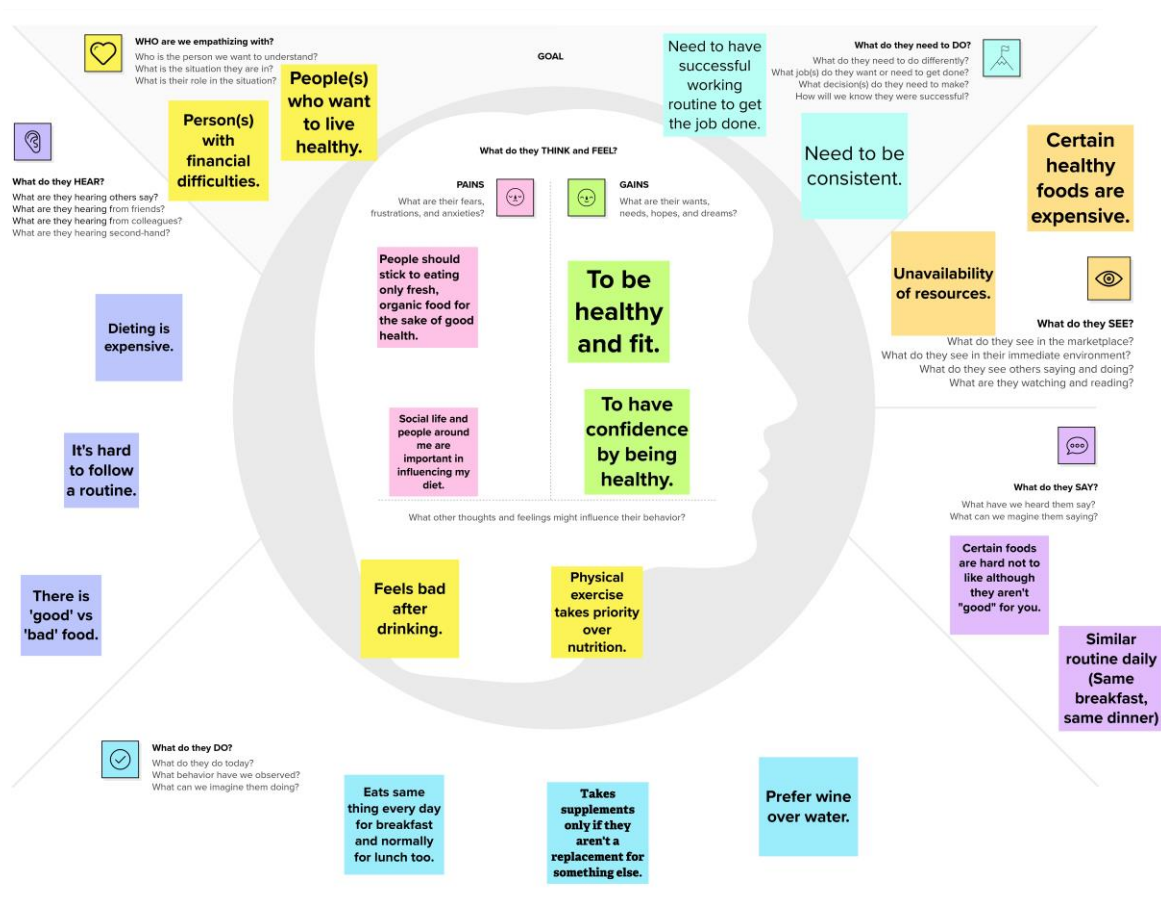 WHO are we empathizing with?
Who is the person we want to understand?
What is the situation they are in?
What is their role in the situation?
Person(s)
with
financial
difficulties.
People(s)
who want
to live
healthy.
GOAL
Need to have
successful
working
routine to get
the job done.
What do they need to DO?
What do they need to do differently?
What job(s) do they want or need to get done?
What decision(s) do they need to make?
How will we know they were successful?
Need to be
consistent.
What do they HEAR?
What are they hearing others say?
What are they hearing from friends?
What are they hearing from colleagues?
What are they hearing second-hand?
Dieting is
expensive.
It's hard
to follow
a routine.
There is
'good' vs
'bad' food.
What do they THINK and FEEL?
PAINS
What are their fears,
frustrations, and anxieties?
People should
stick to eating
only fresh,
organic food for
the sake of good
health.
Social life and
people around
me are
important in
influencing my
diet.
GAINS
What are their wants,
needs, hopes, and dreams?
To be
healthy
and fit.
To have
confidence
by being
healthy.
What other thoughts and feelings might influence their behavior?
Feels bad
after
drinking.
Physical
exercise
takes priority
over
nutrition.
Certain
healthy
foods are
expensive.
Unavailability
of resources.
What do they SEE?
What do they see in the marketplace?
What do they see in their immediate environment?
What do they see others saying and doing?
What are they watching and reading?
What do they SAY?
What have we heard them say?
What can we magine them saying?
Certain foods
are hard not to
like although
they aren't
"good" for you.
Similar
routine daily
(Same
breakfast,
same dinner)
What do they DO?
What do they do today?
What behavior have we observed?
What can we imagine them doing?
Eats same
thing every day
for breakfast
and normally
for lunch too.
Takes
supplements
only if they
aren't a
replacement for
something else.
Prefer wine
over water.